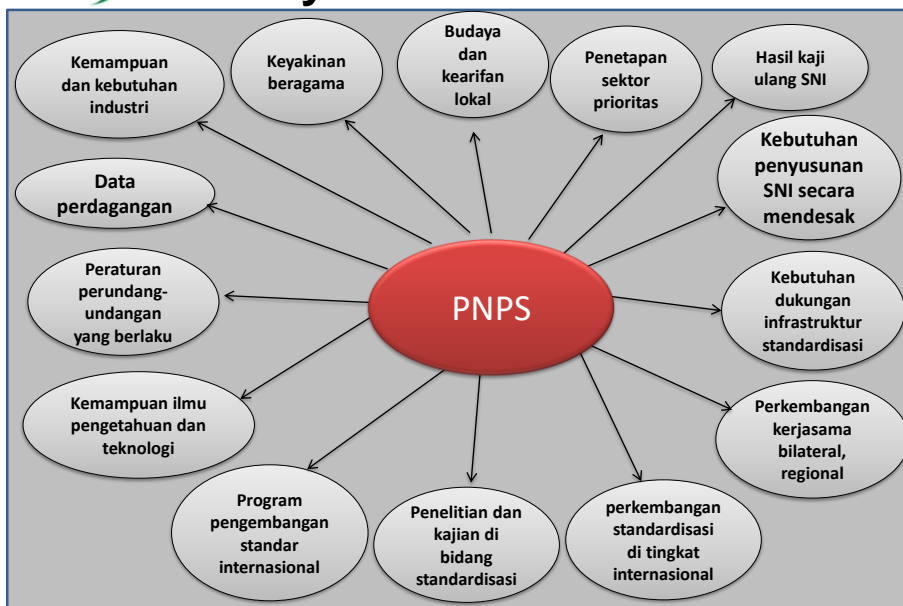 Kemampuan
dan kebutuhan
industri
Keyakinan
beragama
Budaya
dan
kearifan
lokal
Penetapan
sektor
prioritas
Hasil kaji
ulang SNI
Data
perdagangan
Kebutuhan
penyusunan
SNI secara
mendesak
Peraturan
perundang-
undangan
yang berlaku
PNPS
Kebutuhan
dukungan
infrastruktur
standardisasi
Kemampuan ilmu
pengetahuan dan
teknologi
Perkembangan
kerjasama
bilateral,
regional
Program
pengembangan
standar
internasional
Penelitian dan
kajian di
bidang
standardisasi
perkembangan
standardisasi
di tingkat
internasional